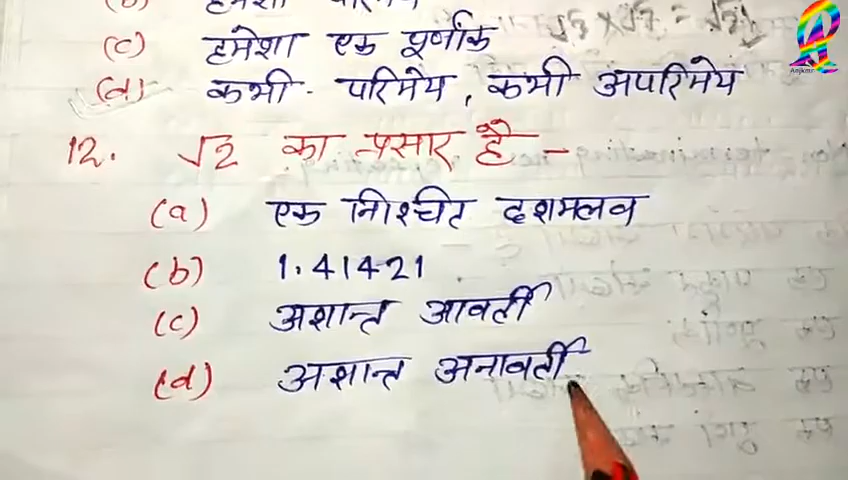 (c) हमेशा एक पूर्णांक
(d) कभी - परिमेय, कभी अपरिमेय
12. √2 का प्रसार है -
(a) एक निश्चित दशमलव
(b) 1.41421
(c) अशान्त आवर्ती
(d) अशान्त अनावर्ती